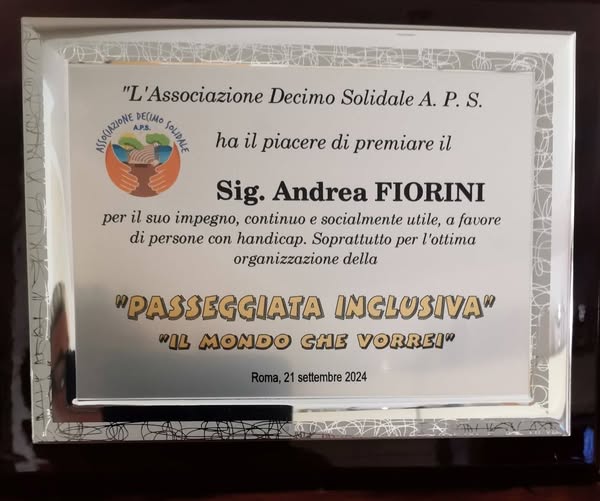 "L'Associazione Decimo Solidale A. P. S.
ASSOCIAZIONE DECIMO SOLIDALE
A.P.S.
ha il piacere di premiare il
Sig. Andrea FIORINI
per il suo impegno, continuo e socialmente utile, a favore
di persone con handicap. Soprattutto per l'ottima
organizzazione della
"PASSEGGIATA INCLUSIVA"
"IL MONDO CHE VORREI"
Roma, 21 settembre 2024